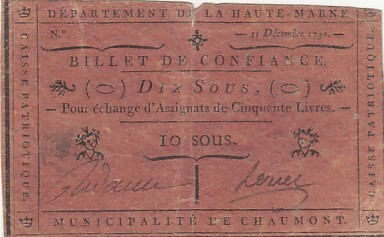 DÉPARTEMENT DE LA HAUTE-MARNE
N.º 11 Décembre 1791.
BILLET DE CONFIANCE,
DIX SOUS,
Pour échange d'Assignats de Cinquante Livres.
10 SOUS.
MUNICIPALITÉ DE CHAUMONT.
CAISSE PATRIOTIQUE
CAISSE PATRIOTIQUE